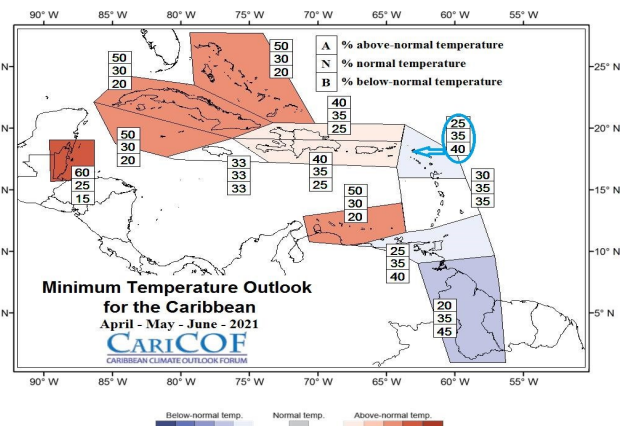 90° W 85° W 80° W 75° W 70° W 65° W 60° W 55° W
A % above-normal temperature
N % normal temperature
B % below-normal temperature
50
30
20
50
30
20
40
35
25
25
35
40
50
30
20
60
25
15
33
33
33
40
35
25
30
35
35
50
30
20
25
35
40
20
35
45
N
25° N
N
20° N
N
15° N
N
10° N
N
5° N
Minimum Temperature Outlook
for the Caribbean
April - May - June - 2021
CARICOF
CARIBBEAN CLIMATE OUTLOOK FORUM
90° W 85° W 80° W 75° W 70° W 65° W 60° W 55° W
Below-normal temp. Normal temp. Above-normal temp.